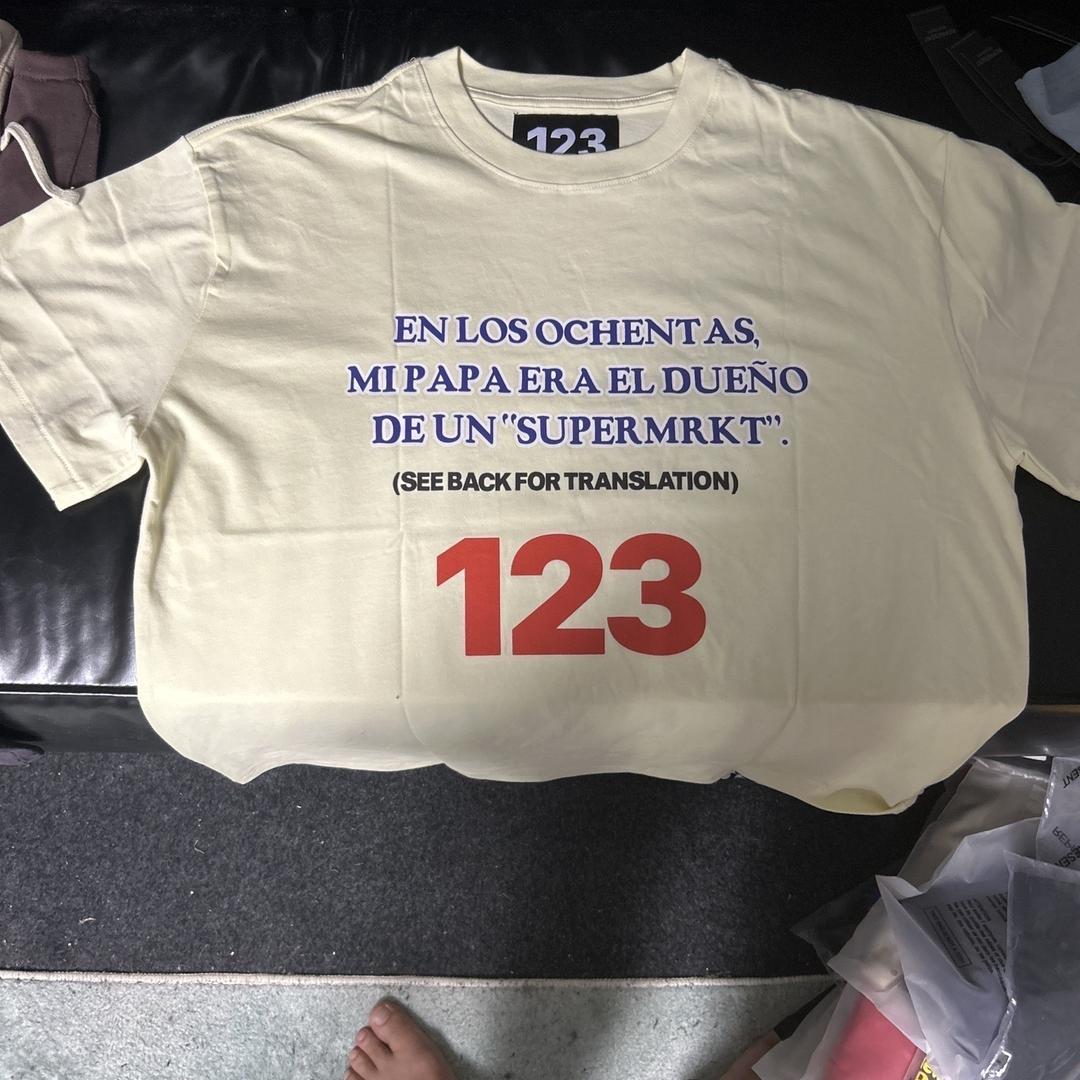 123
EN LOS OCHENTAS,
MI PAPA ERA EL DUEÑO
DE UN "SUPERMRKT".
(SEE BACK FOR TRANSLATION)
123